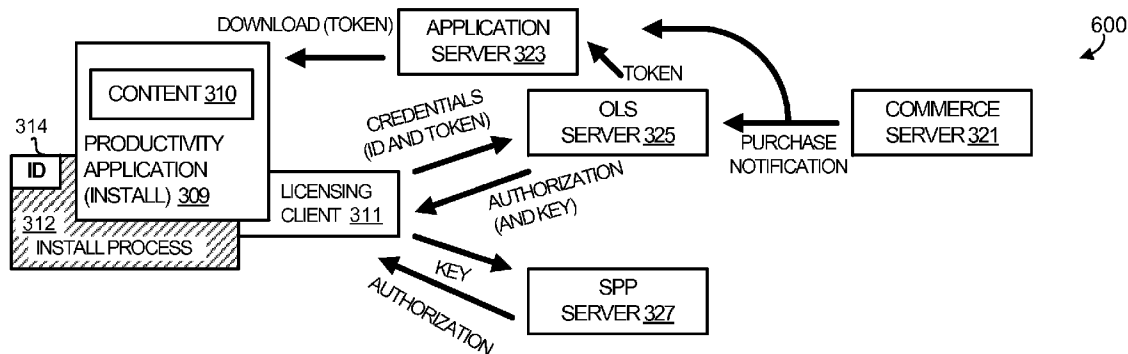 DOWNLOAD (TOKEN)
APPLICATION
SERVER 323
600
TOKEN
CONTENT 310
CREDENTIALS
(ID AND TOKEN)
OLS
SERVER 325
COMMERCE
SERVER 321
PURCHASE
NOTIFICATION
314
ID
PRODUCTIVITY
APPLICATION
(INSTALL) 309
LICENSING
CLIENT 311
AUTHORIZATION
(AND KEY)
312
INSTALL PROCESS
KEY
AUTHORIZATION
SPP
SERVER 327